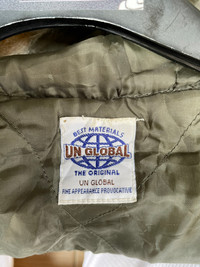 BEST MATERIALS
UN GLOBAL
THE ORIGINAL
UN GLOBAL
FINE APPEARANCE PROVOCATIVE